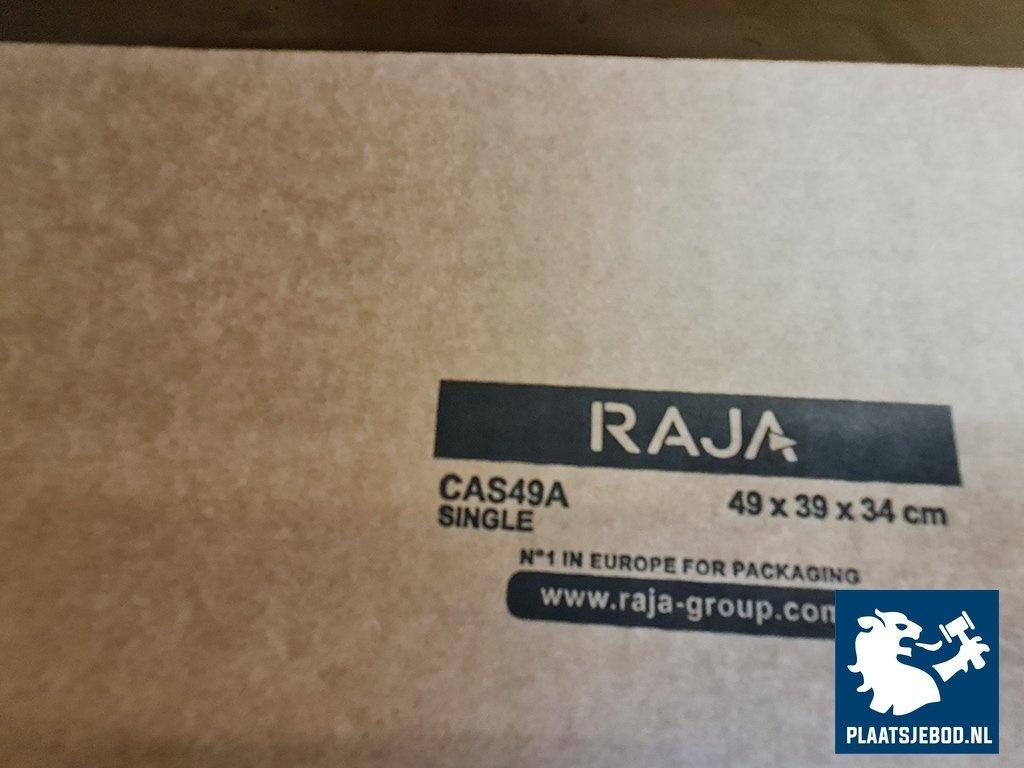 RAJA
CAS49A
49 x 39 x 34 cm
SINGLE
N°1 IN EUROPE FOR PACKAGING
www.raja-group.com
PLAATSJEBOD.NL